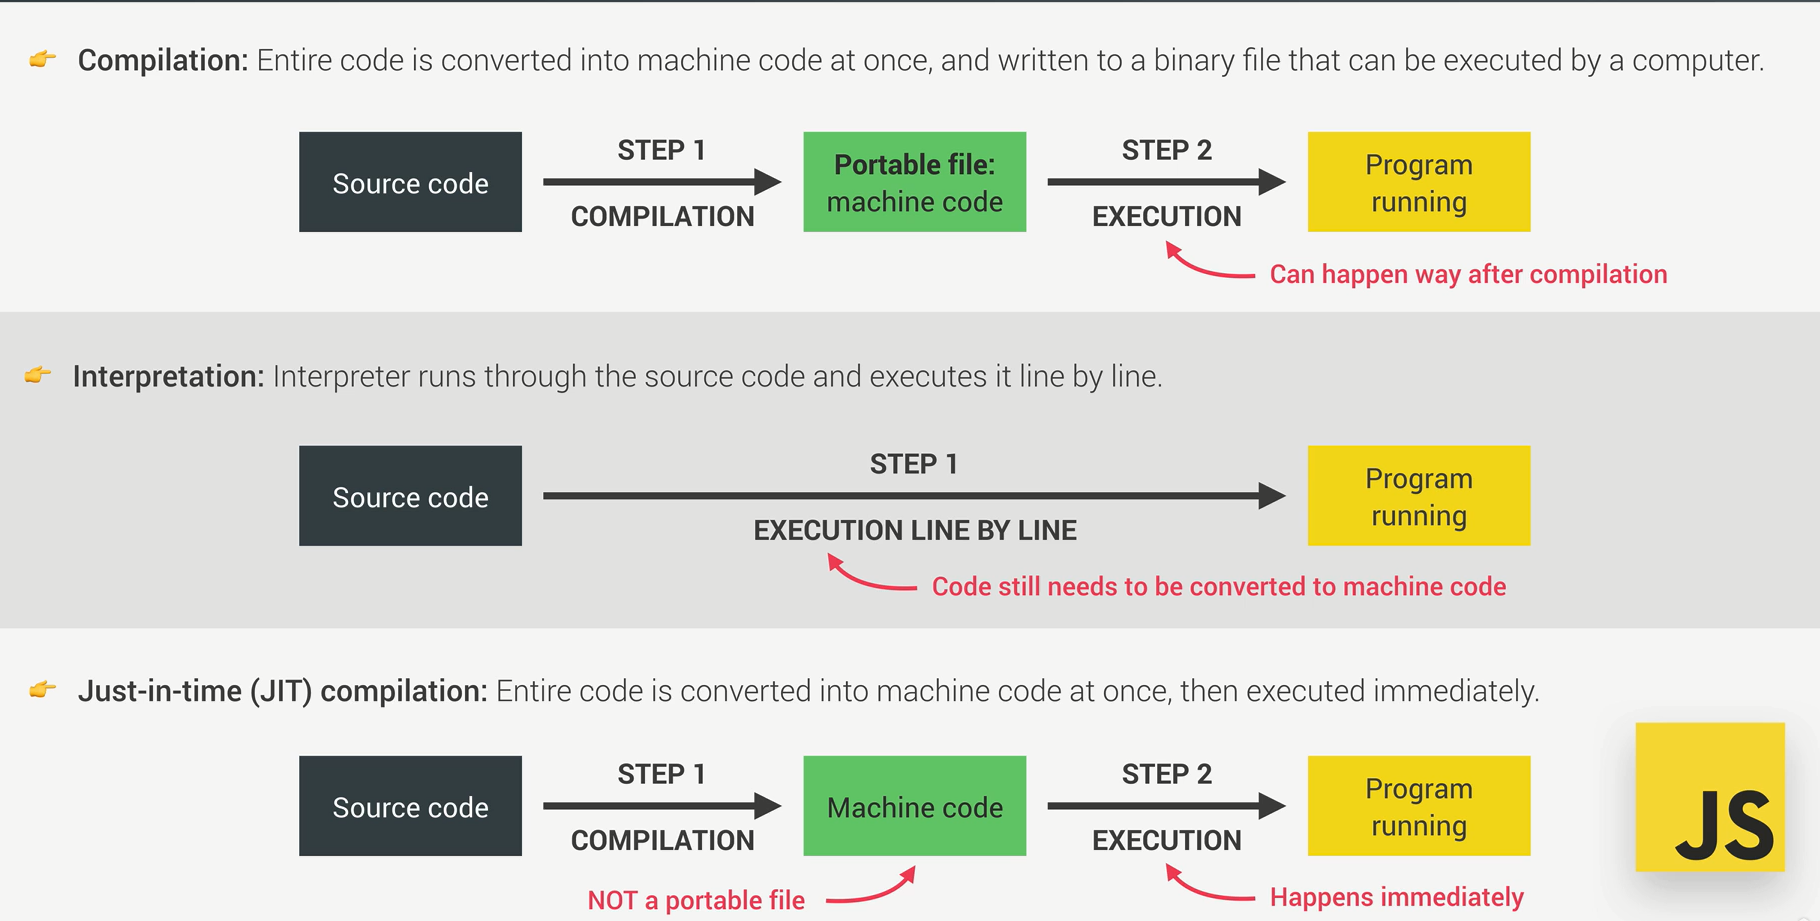 👉 Compilation: Entire code is converted into machine code at once, and written to a binary file that can be executed by a computer.
Source code
STEP 1
COMPILATION
Portable file:
machine code
STEP 2
EXECUTION
Program
running
Can happen way after compilation
👉 Interpretation: Interpreter runs through the source code and executes it line by line.
Source code
STEP 1
EXECUTION LINE BY LINE
Program
running
Code still needs to be converted to machine code
👉 Just-in-time (JIT) compilation: Entire code is converted into machine code at once, then executed immediately.
Source code
STEP 1
COMPILATION
Machine code
STEP 2
EXECUTION
Program
running
NOT a portable file
Happens immediately
JS